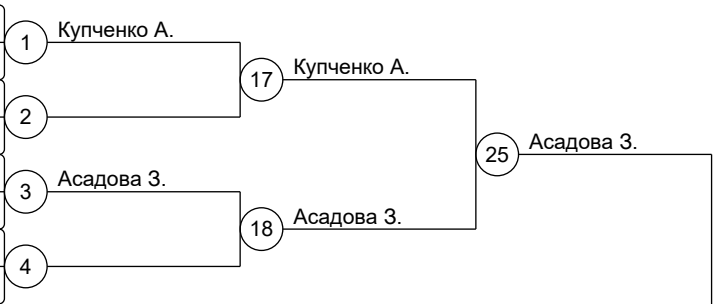 1 Купченко А.
17 Купченко А.
2
25 Асадова З.
3 Асадова З.
18 Асадова З.
4